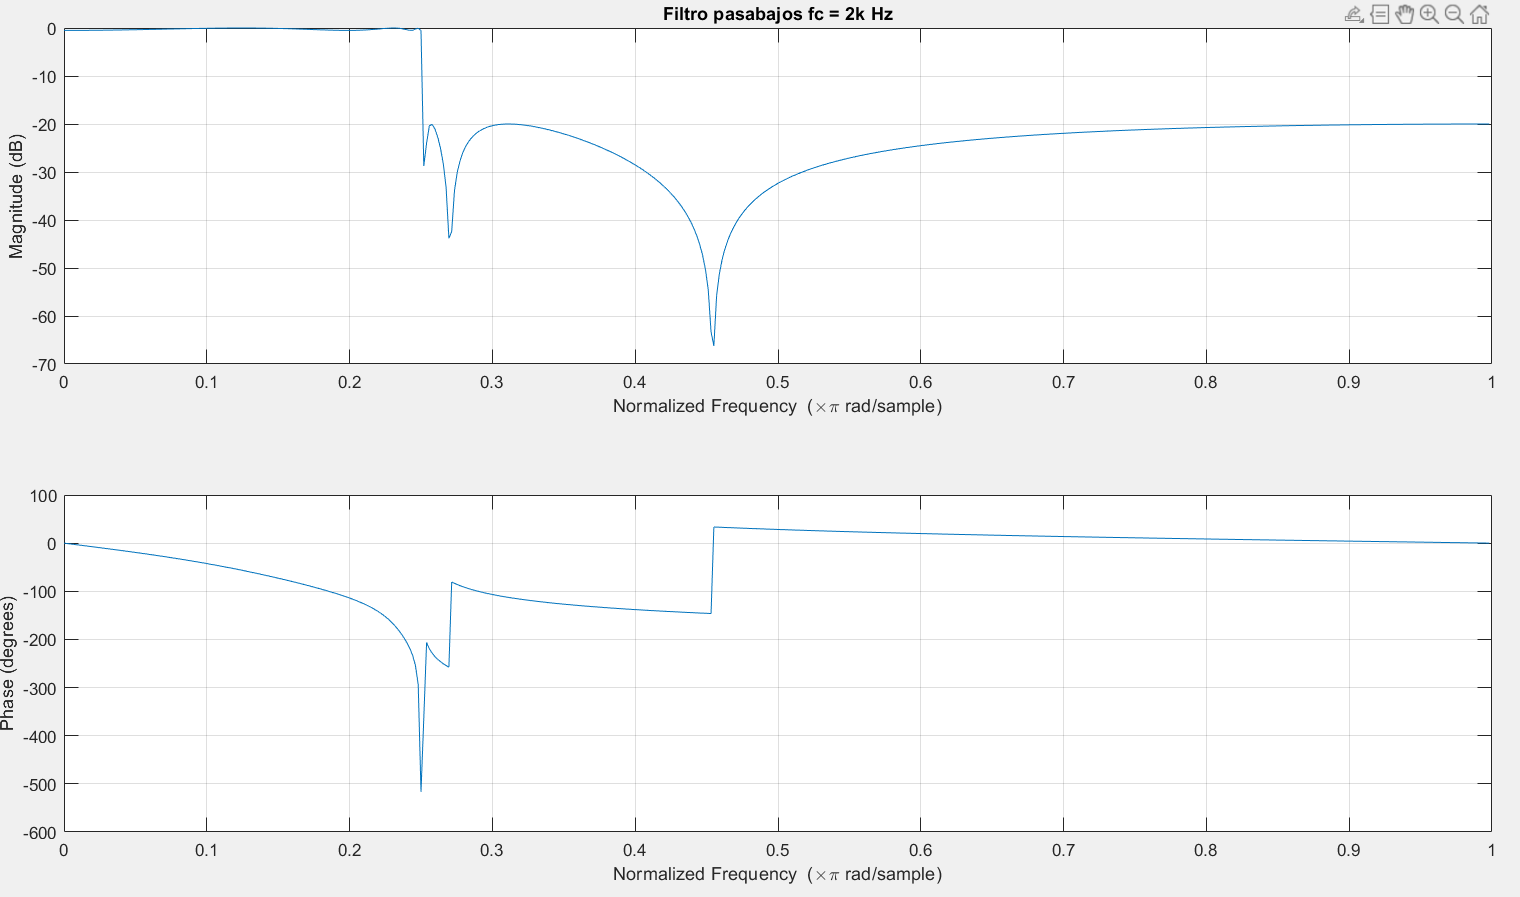 Filtro pasabajos fc = 2k Hz
0
-10
-20
-30
-40
-50
-60
-70
Magnitude (dB)
0 0.1 0.2 0.3 0.4 0.5 0.6 0.7 0.8 0.9 1
Normalized Frequency (×π rad/sample)
100
0
-100
-200
-300
-400
-500
-600
Phase (degrees)
0 0.1 0.2 0.3 0.4 0.5 0.6 0.7 0.8 0.9 1
Normalized Frequency (×π rad/sample)